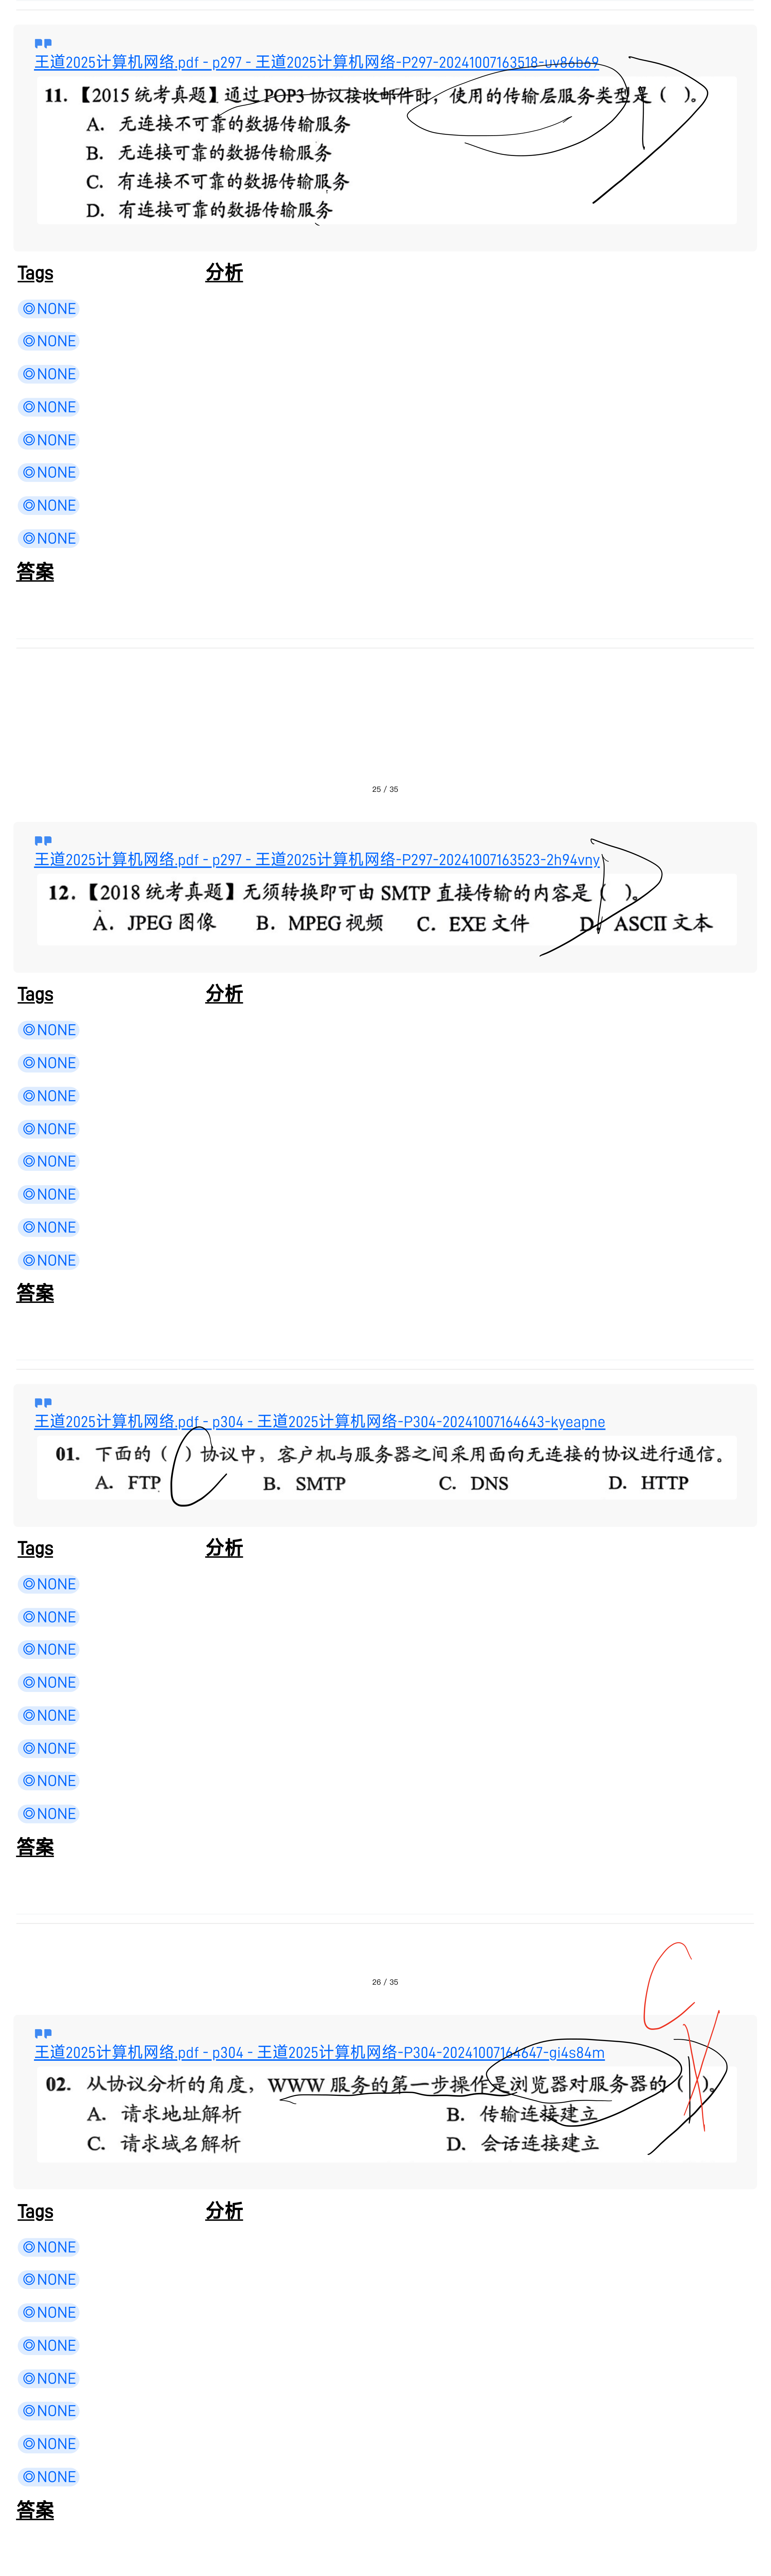 王道2025计算机网络.pdf - p297 - 王道2025计算机网络-P297-20241007163518-uv86b69
11.【2015 统考真题】通过 POP3 协议接收邮件时，使用的传输层服务类型是（ ）。
A. 无连接不可靠的数据传输服务
B. 无连接可靠的数据传输服务
C. 有连接不可靠的数据传输服务
D. 有连接可靠的数据传输服务
D
Tags 分析
◎NONE
◎NONE
◎NONE
◎NONE
◎NONE
◎NONE
◎NONE
◎NONE
答案
25 / 35
王道2025计算机网络.pdf - p297 - 王道2025计算机网络-P297-20241007163523-2h94vny
12.【2018 统考真题】无须转换即可由 SMTP 直接传输的内容是（ ）。
A. JPEG 图像 B. MPEG 视频 C. EXE 文件 D. ASCII 文本
D
Tags 分析
◎NONE
◎NONE
◎NONE
◎NONE
◎NONE
◎NONE
◎NONE
◎NONE
答案
王道2025计算机网络.pdf - p304 - 王道2025计算机网络-P304-20241007164643-kyeapne
01. 下面的（ ）协议中，客户机与服务器之间采用面向无连接的协议进行通信。
A. FTP B. SMTP C. DNS D. HTTP
C
Tags 分析
◎NONE
◎NONE
◎NONE
◎NONE
◎NONE
◎NONE
◎NONE
◎NONE
答案
26 / 35
C
王道2025计算机网络.pdf - p304 - 王道2025计算机网络-P304-20241007164647-gi4s84m
02. 从协议分析的角度，WWW 服务的第一步操作是浏览器对服务器的（ ）。
A. 请求地址解析 B. 传输连接建立
C. 请求域名解析 D. 会话连接建立
D
Tags 分析
◎NONE
◎NONE
◎NONE
◎NONE
◎NONE
◎NONE
◎NONE
◎NONE
答案